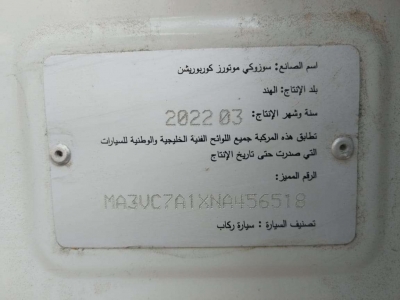 اسم الصانع: سوزوكي موتورز كوربوريشن
بلد الإنتاج: الهند
سنة وشهر الإنتاج: 2022 03
تطابق هذه المركبة جميع اللوائح الفنية الخليجية والوطنية للسيارات
التي صدرت حتى تاريخ الإنتاج
الرقم المميز:
MA3VC7A1XNA456518
تصنيف السيارة : سيارة ركاب